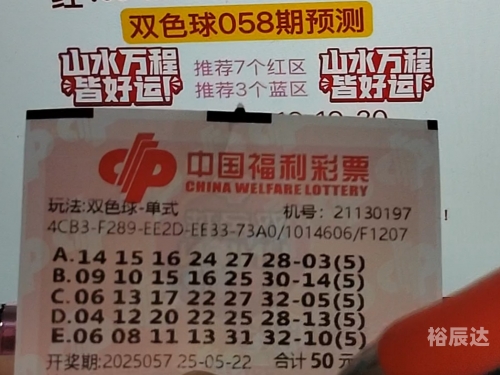 双色球058期预测
山水万程
皆好运!
推荐7个红区
推荐3个蓝区
山水万程
皆好运!
中国福利彩票
CHINA WELFARE LOTTERY
玩法:双色球-单式
机号：21130197
4CB3-F289-EE2D-EE33-73A0/1014606/F1207
A.14 15 16 24 27 28-03(5)
B.09 10 15 16 25 30-14(5)
C.06 13 17 22 27 32-05(5)
D.04 12 20 22 25 28-13(5)
E.06 08 11 13 31 32-10(5)
开奖期:2025057 25-05-22 合计50元
裕辰达